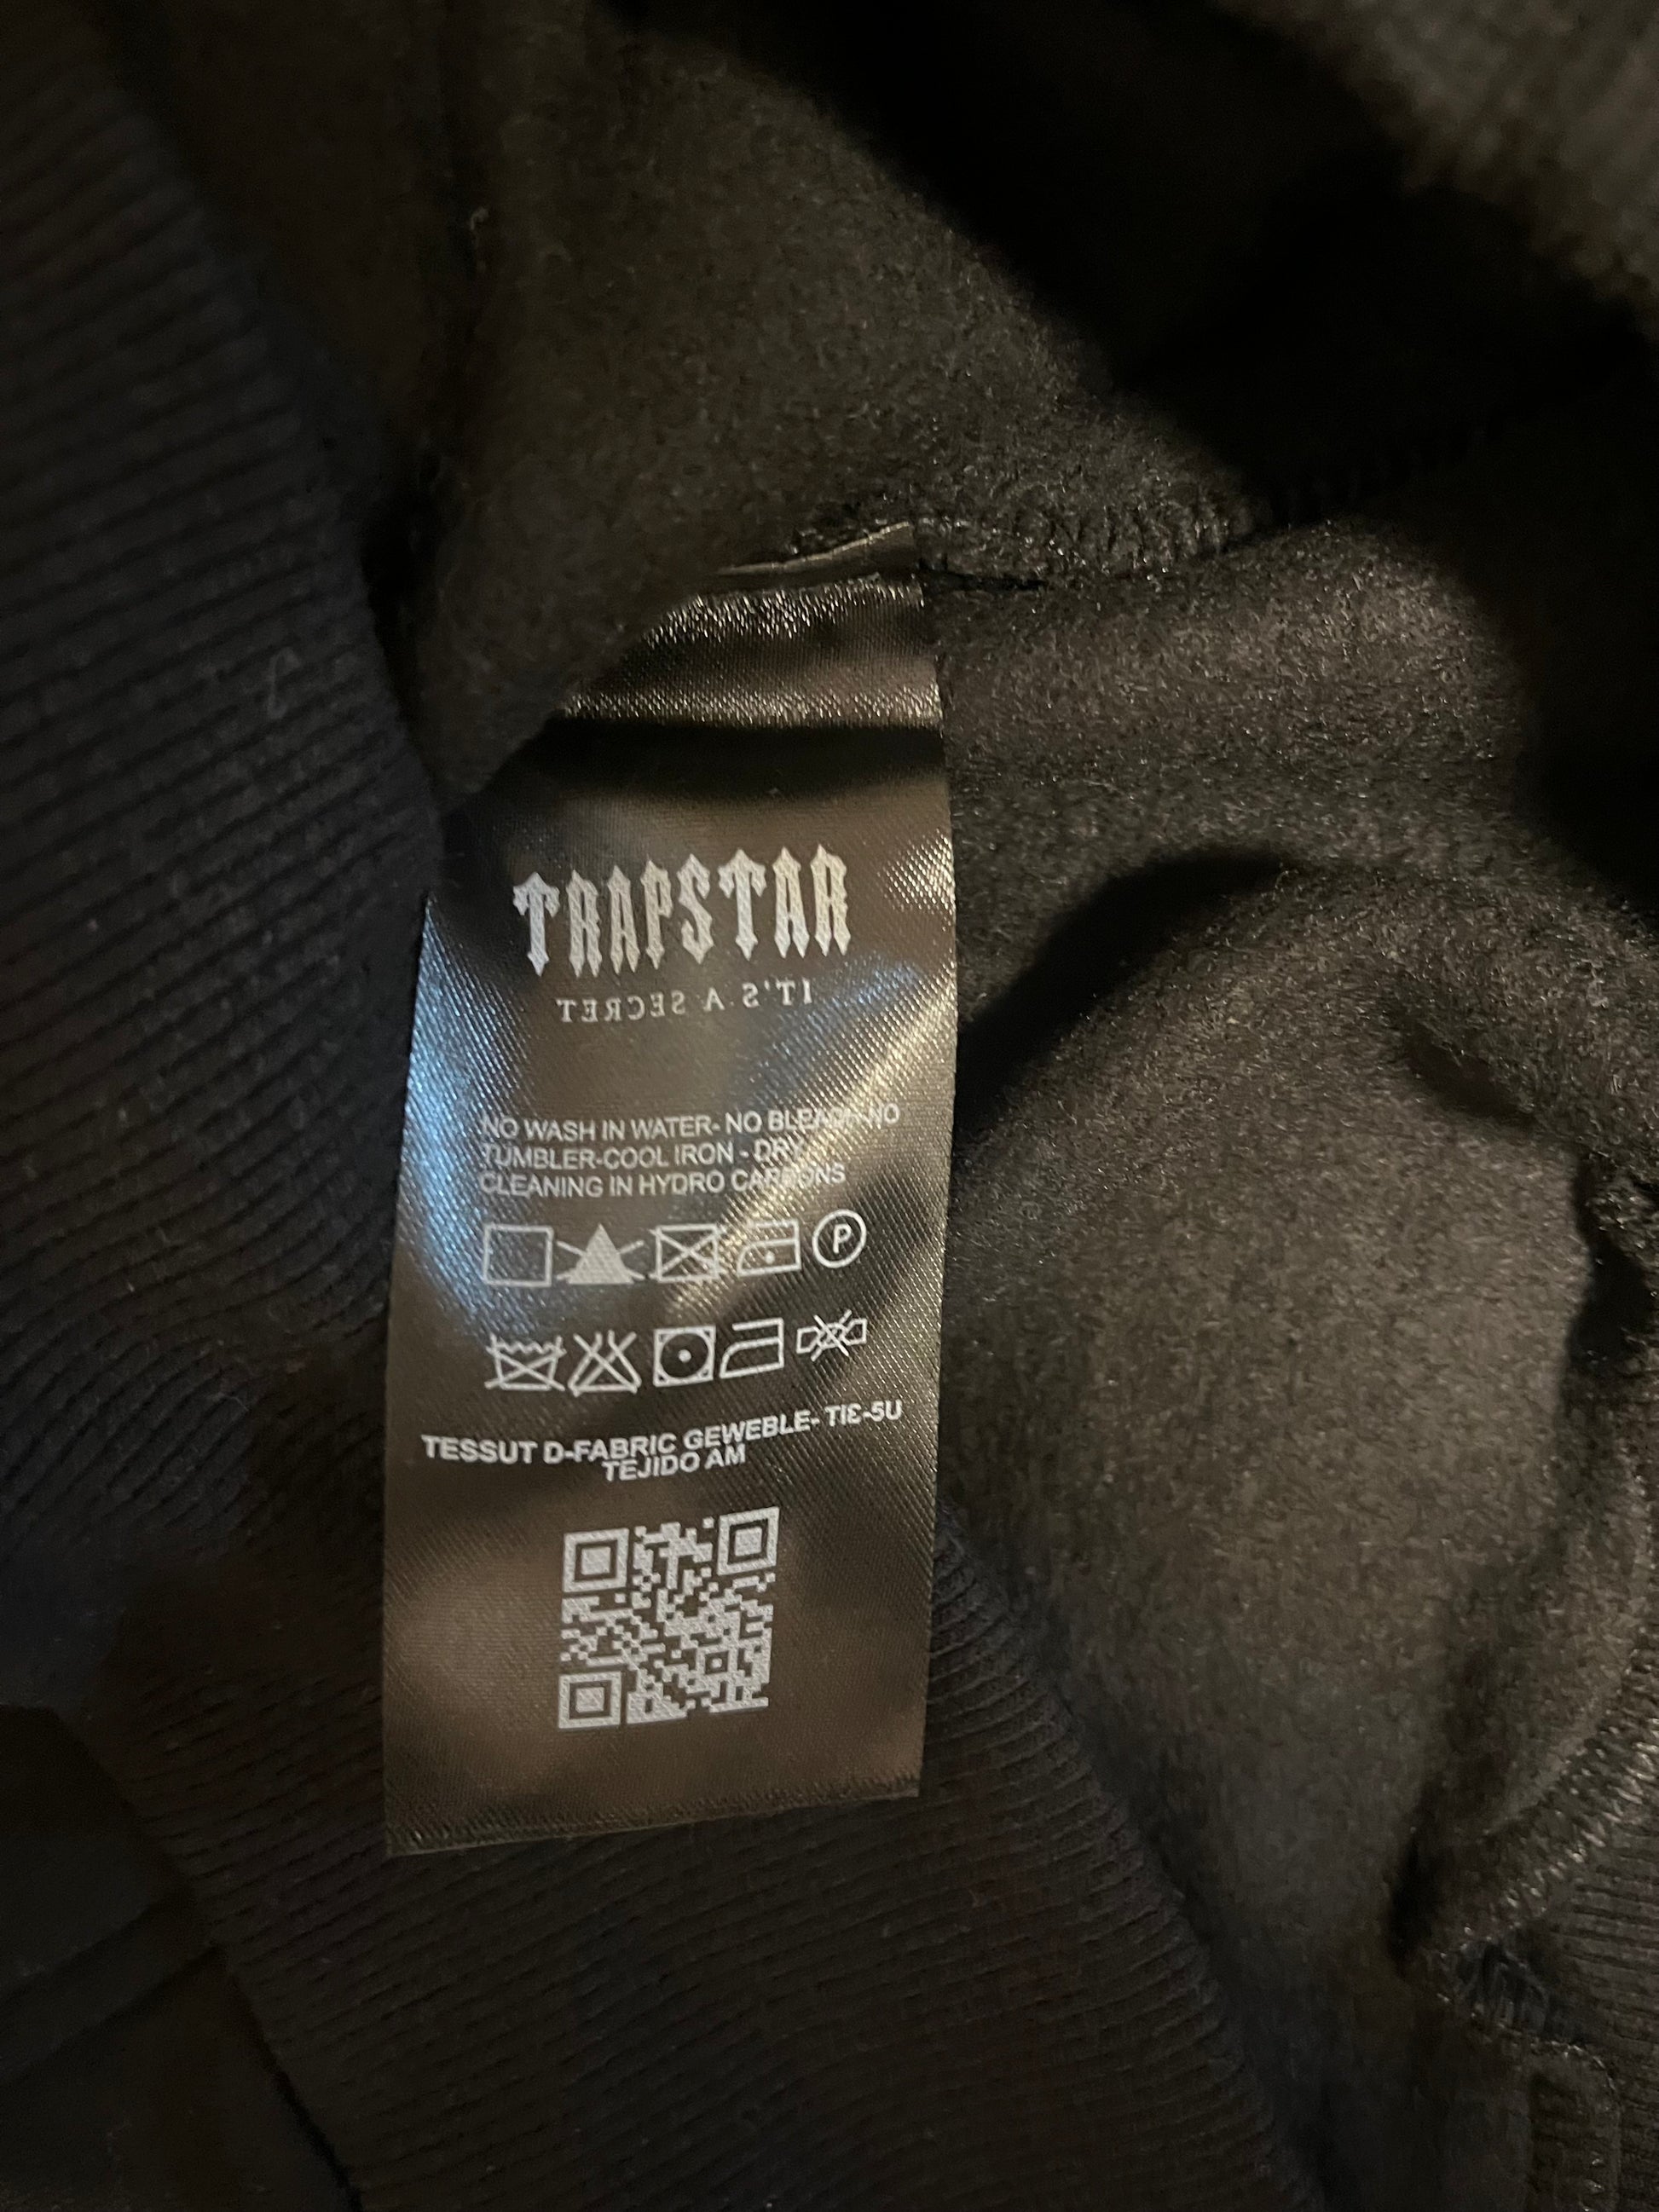 TRAPSTAR
IT'S A SECRET
NO WASH IN WATER- NO BLEACH-NO
TUMBLER-COOL IRON - DRY
CLEANING IN HYDRO CARBONS
P
TESSUT D-FABRIC GEWEBLE- TIƐ-5U
TEJIDO AM